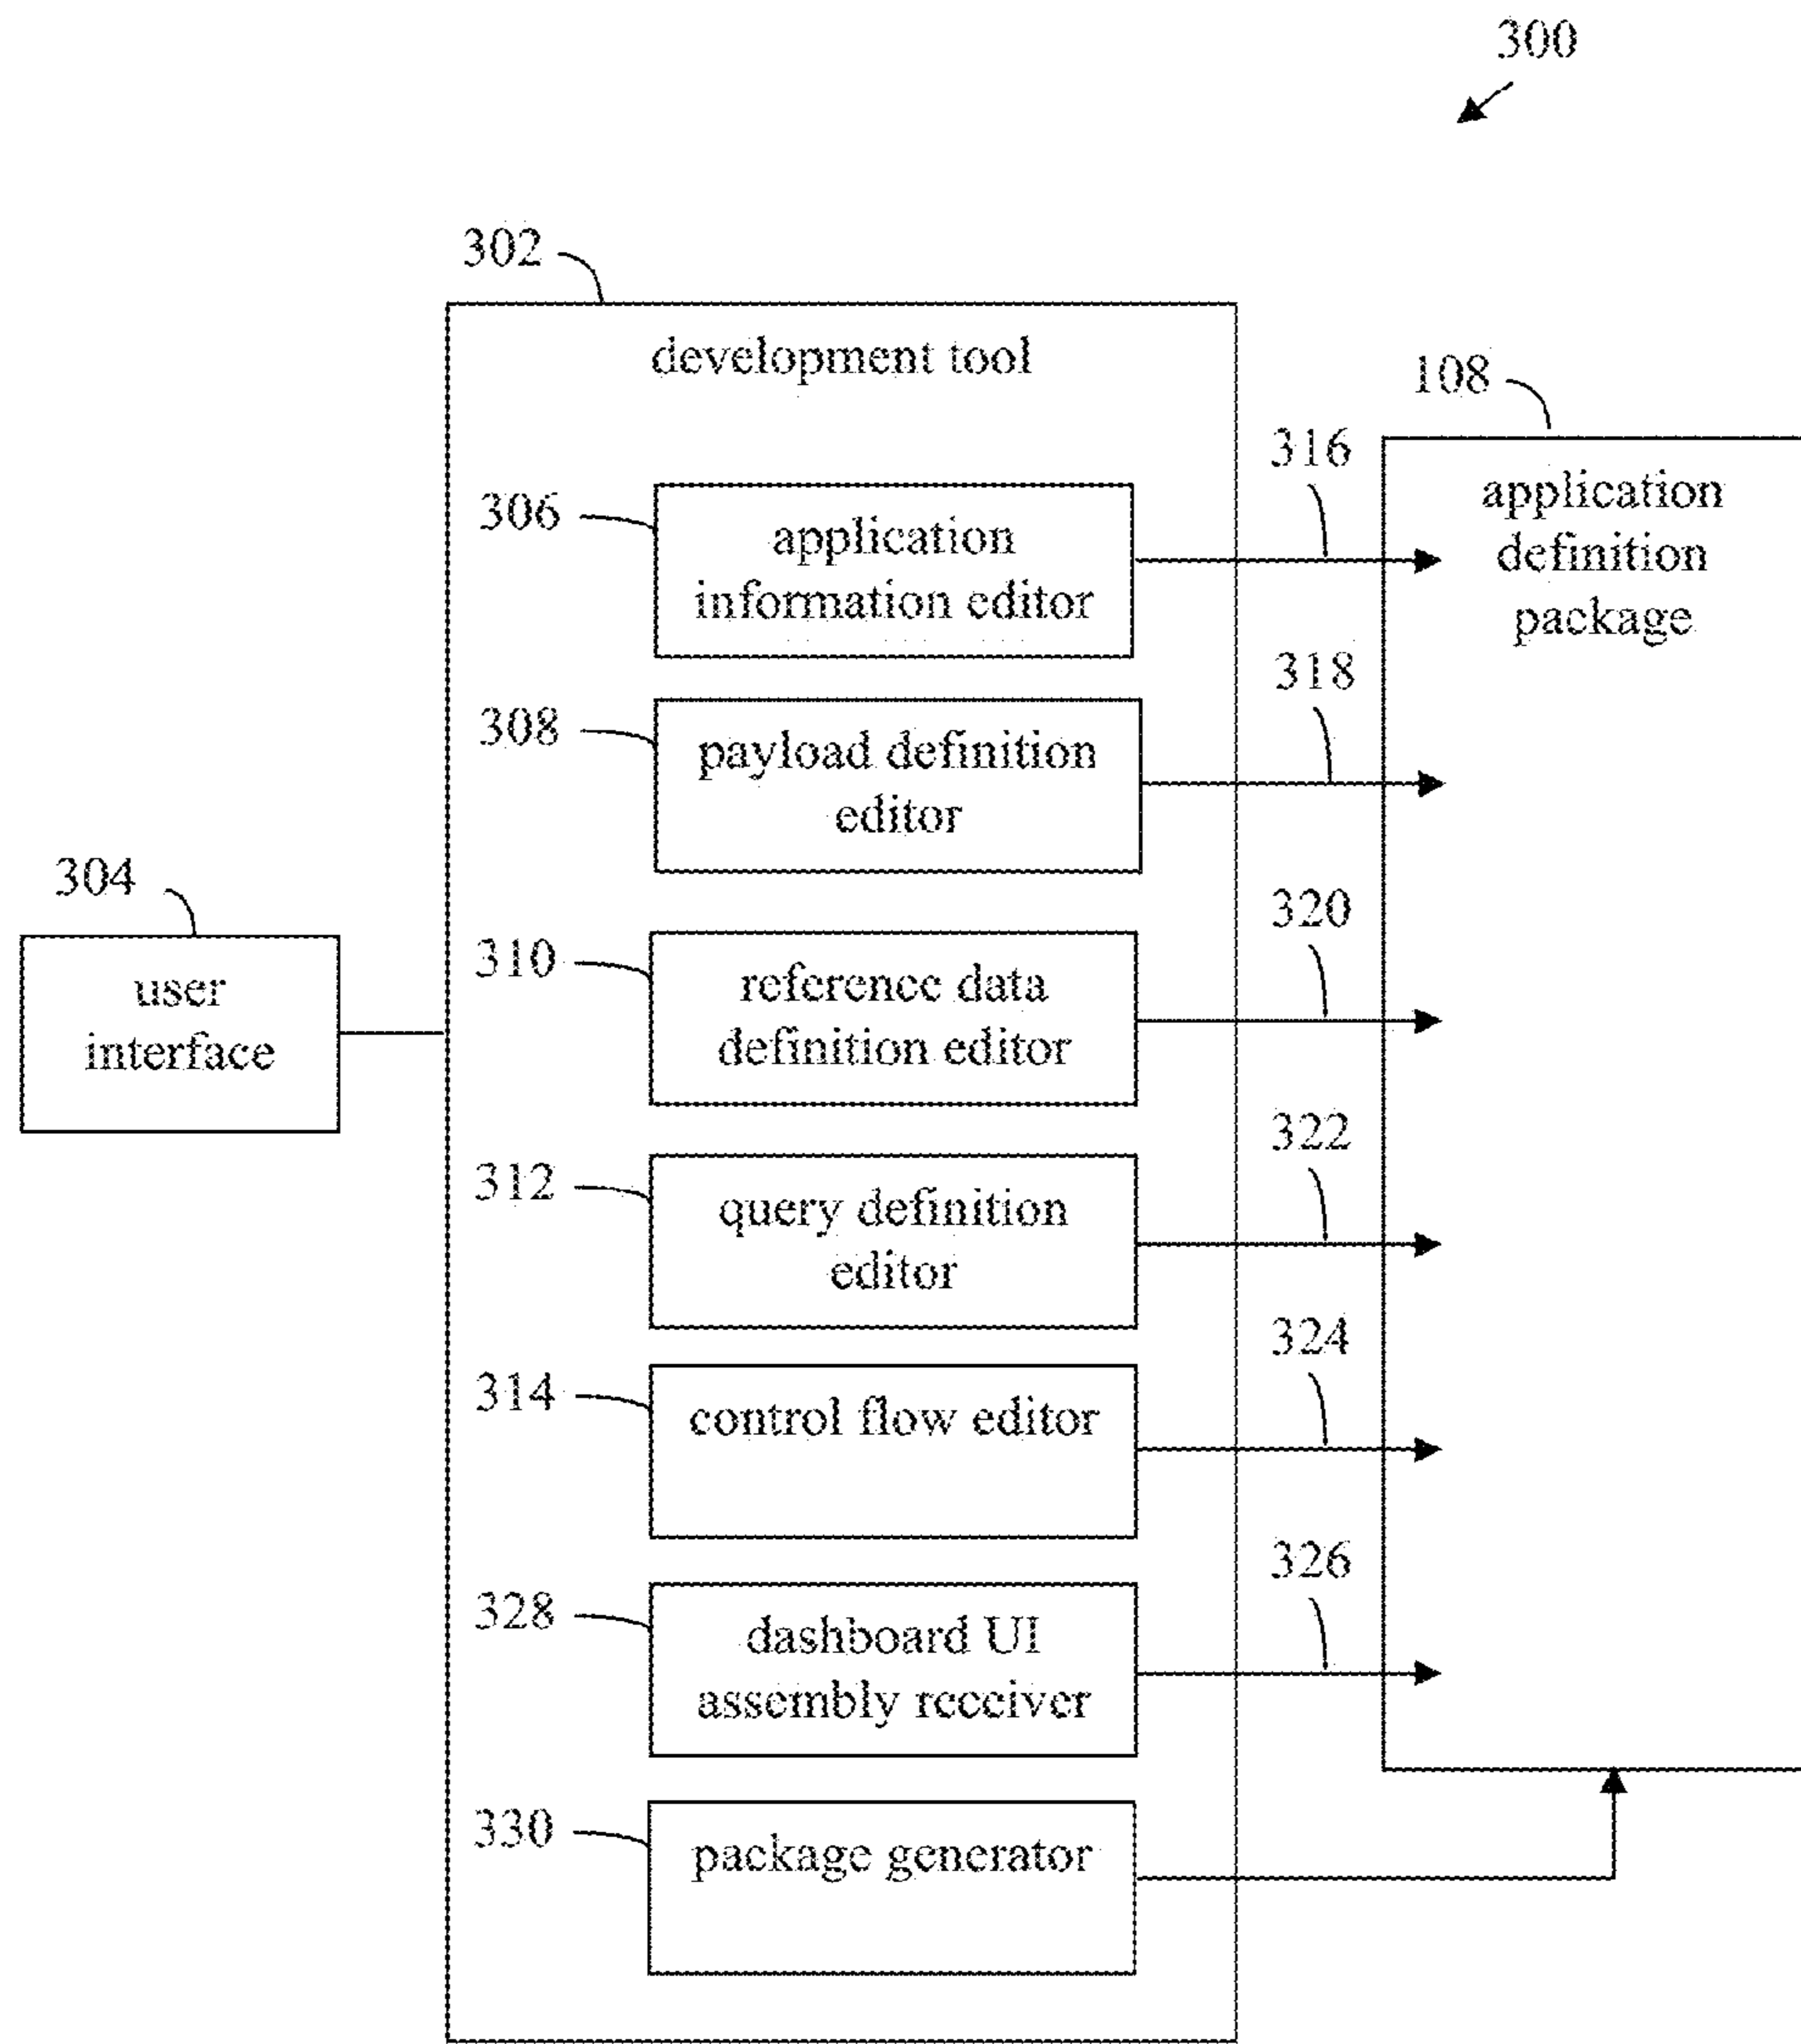 300
302
development tool
108
316
application
definition
package
306
application
information editor
318
308
payload definition
editor
304
user
interface
320
310
reference data
definition editor
322
312
query definition
editor
324
314
control flow editor
326
328
dashboard UI
assembly receiver
330
package generator